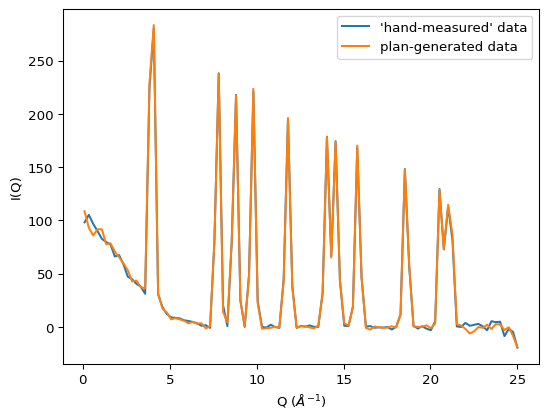 'hand-measured' data
plan-generated data
I(Q)
250
200
150
100
50
0
0 5 10 15 20 25
Q (Å⁻¹)